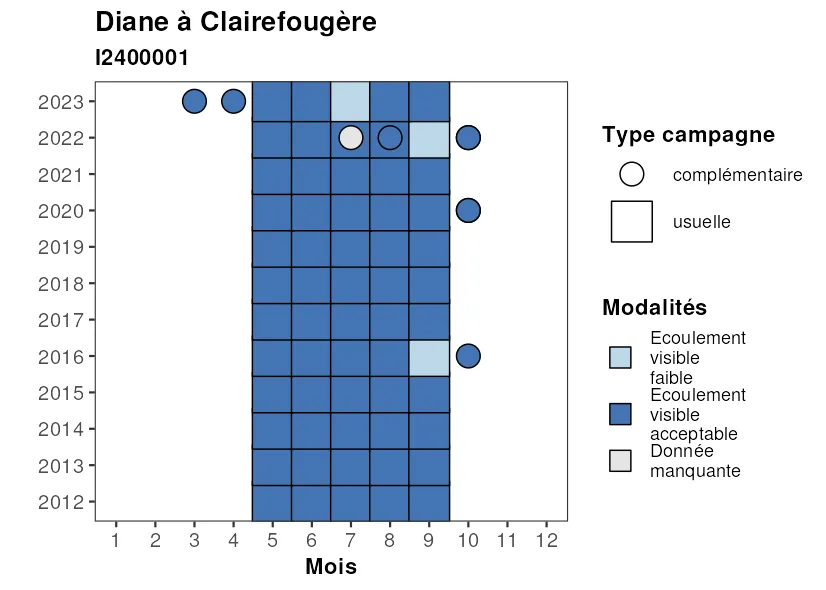 Diane à Clairefougère
I2400001
2023
2022
2021
2020
2019
2018
2017
2016
2015
2014
2013
2012
1 2 3 4 5 6 7 8 9 10 11 12
Mois
Type campagne
complémentaire
usuelle
Modalités
Ecoulement
visible
faible
Ecoulement
visible
acceptable
Donnée
manquante